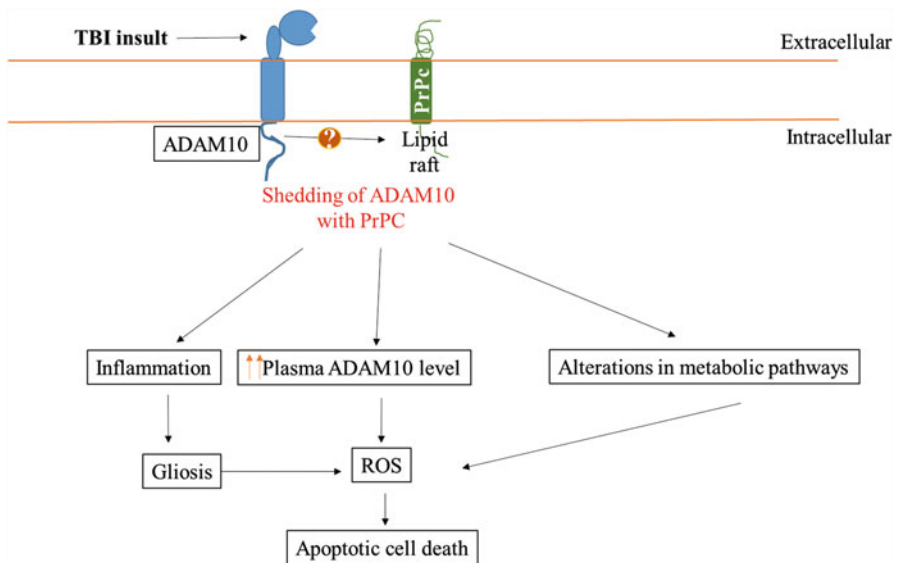 TBI insult
Extracellular
PrPc
Intracellular
ADAM10
?
Lipid
raft
Shedding of ADAM10
with PrPC
Inflammation
↑↑Plasma ADAM10 level
Alterations in metabolic pathways
Gliosis
ROS
Apoptotic cell death